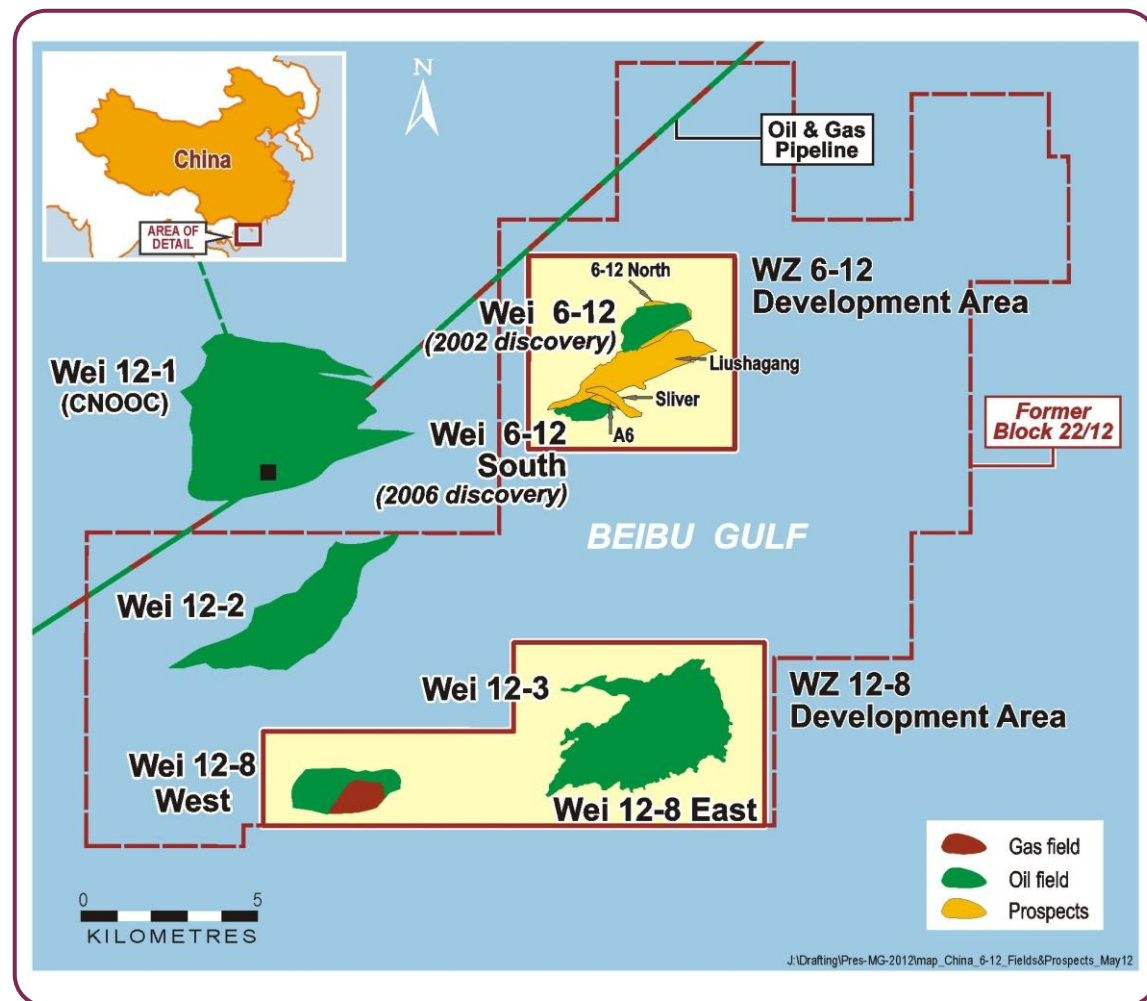 N
China
AREA OF
DETAIL
Oil & Gas
Pipeline
WZ 6-12
Development Area
6-12 North
Wei 6-12
(2002 discovery)
Liushagang
Sliver
A6
Wei 12-1
(CNOOC)
Wei 6-12
South
(2006 discovery)
Former
Block 22/12
BEIBU GULF
Wei 12-2
Wei 12-3
WZ 12-8
Development Area
Wei 12-8
West
Wei 12-8 East
Gas field
Oil field
Prospects
0 5
KILOMETRES
J:\Drafting\Pres-MG-2012\map_China_6-12_Fields&Prospects_May12